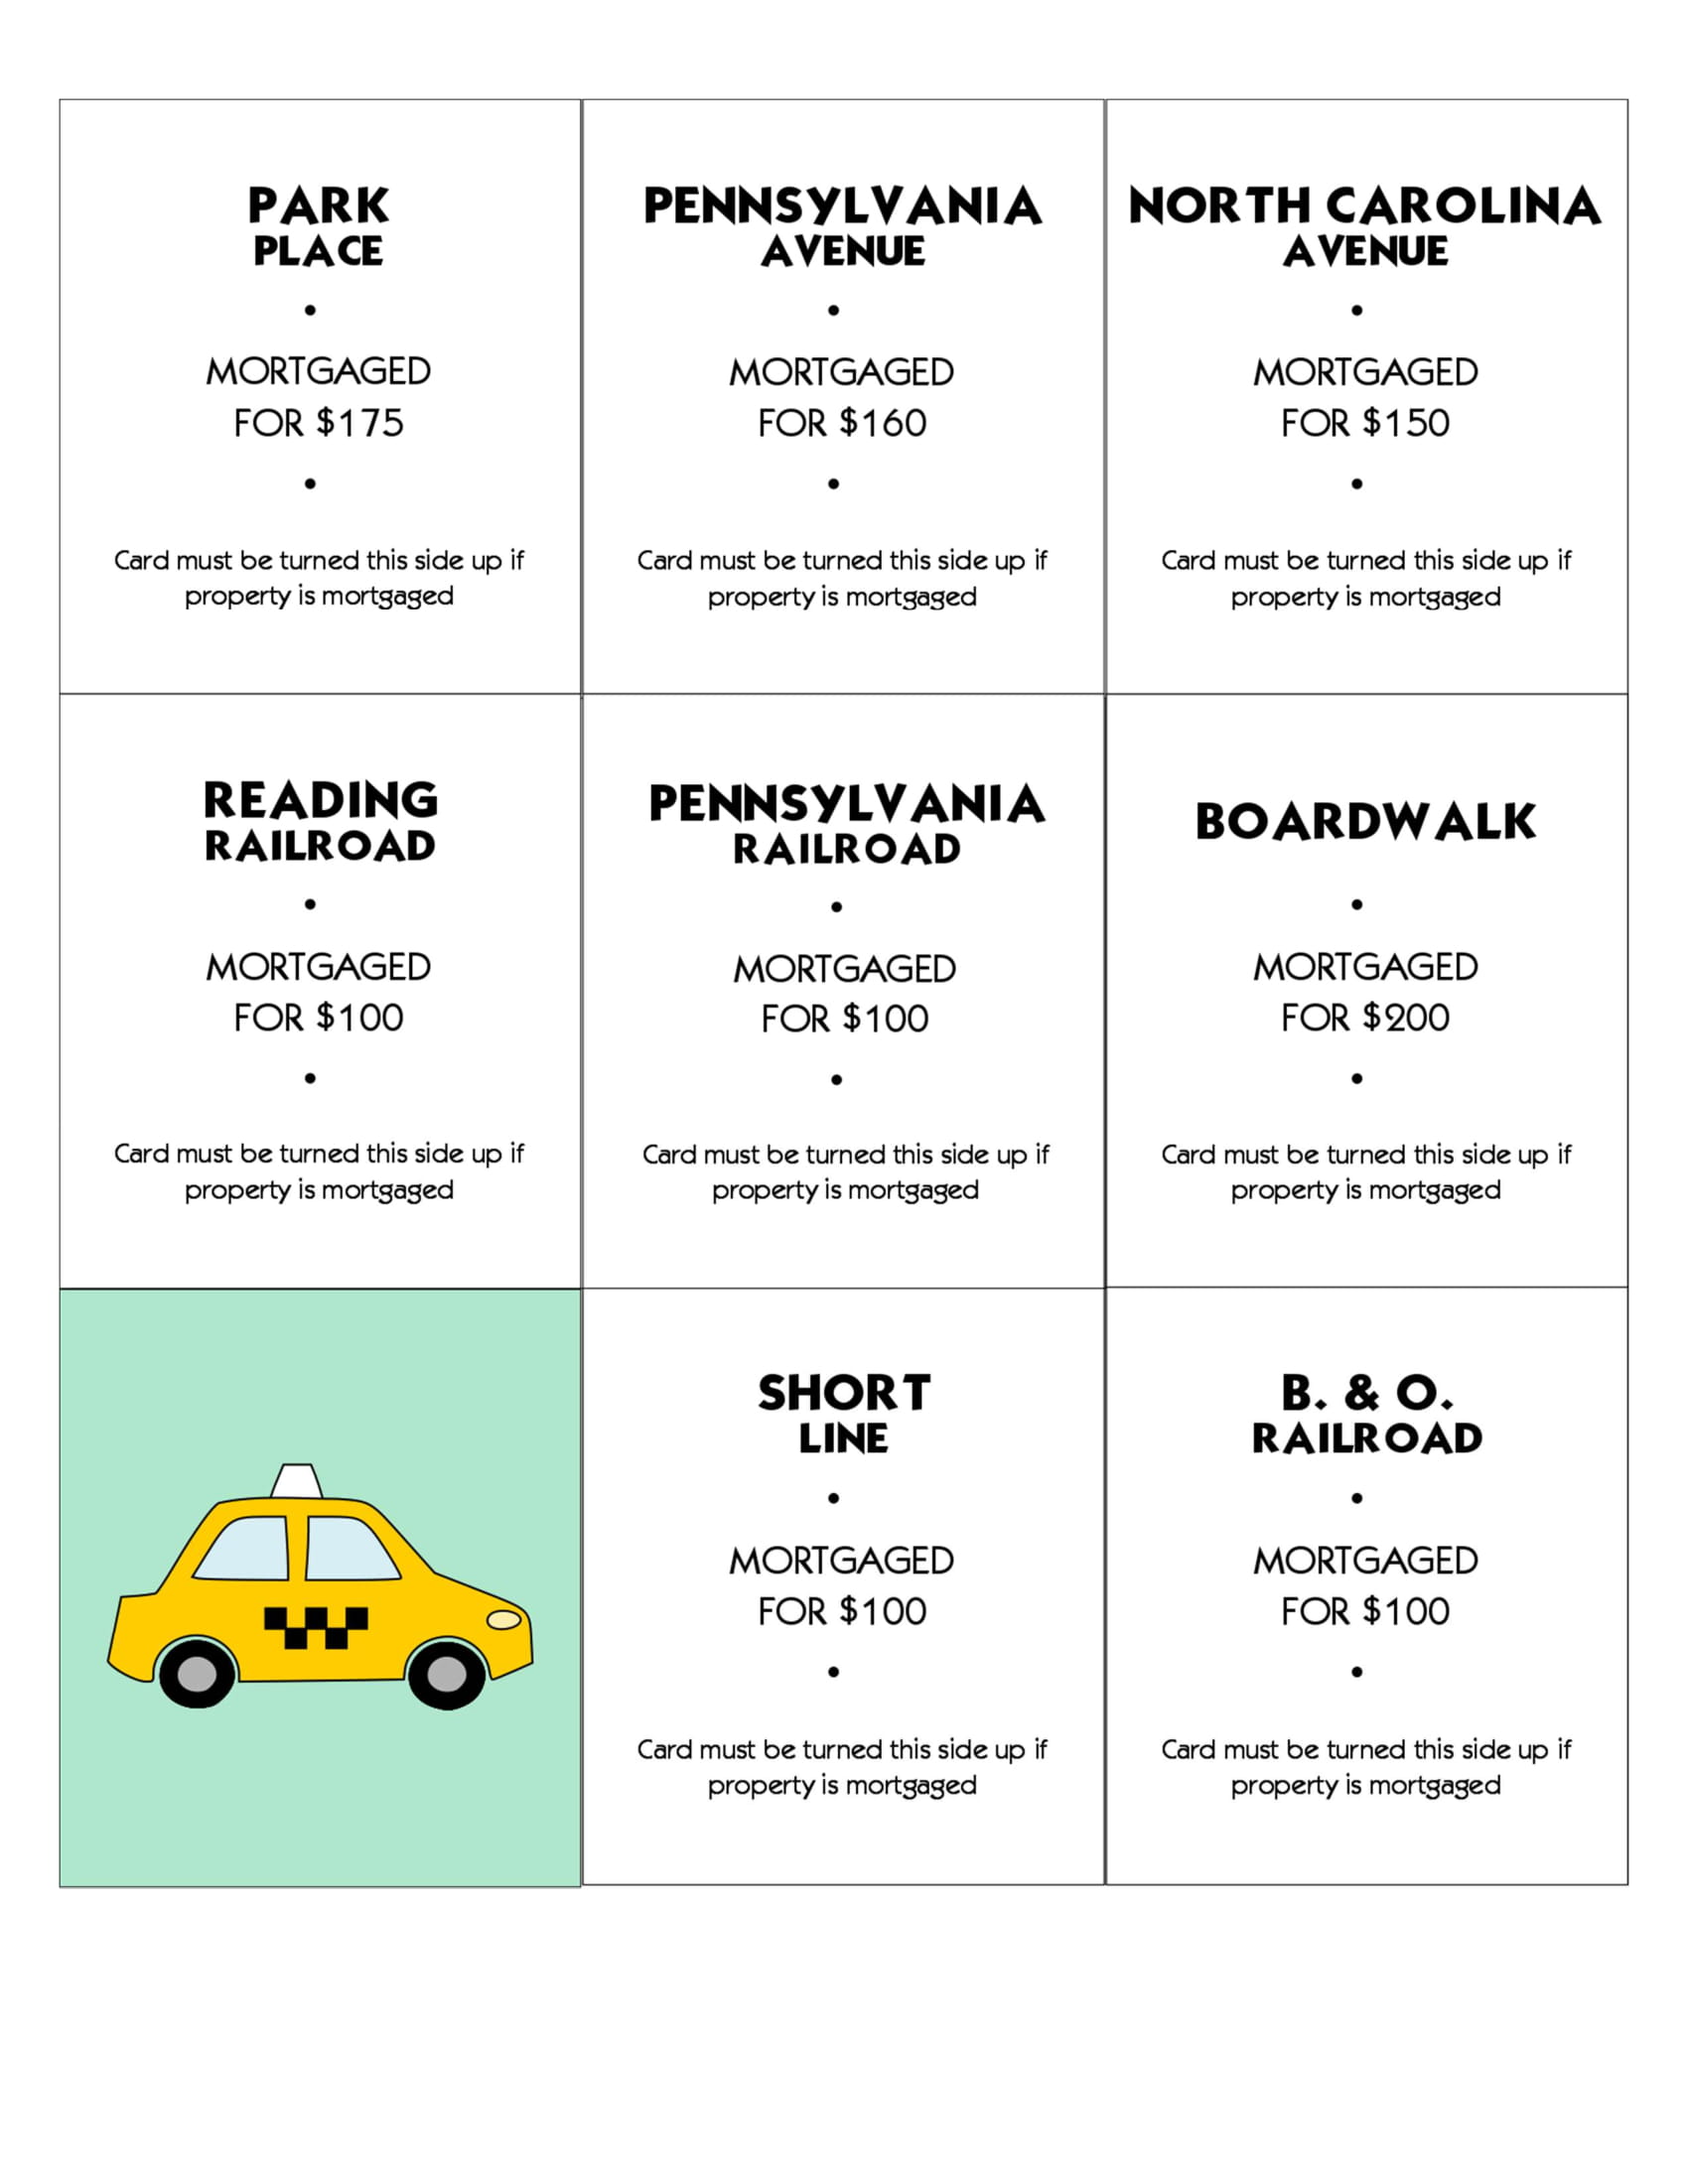 PARK
PLACE
•
MORTGAGED
FOR $175
•
Card must be turned this side up if
property is mortgaged
PENNSYLVANIA
AVENUE
•
MORTGAGED
FOR $160
•
Card must be turned this side up if
property is mortgaged
NORTH CAROLINA
AVENUE
•
MORTGAGED
FOR $150
•
Card must be turned this side up if
property is mortgaged
READING
RAILROAD
•
MORTGAGED
FOR $100
•
Card must be turned this side up if
property is mortgaged
PENNSYLVANIA
RAILROAD
•
MORTGAGED
FOR $100
•
Card must be turned this side up if
property is mortgaged
BOARDWALK
•
MORTGAGED
FOR $200
•
Card must be turned this side up if
property is mortgaged
SHORT
LINE
•
MORTGAGED
FOR $100
•
Card must be turned this side up if
property is mortgaged
B. & O.
RAILROAD
•
MORTGAGED
FOR $100
•
Card must be turned this side up if
property is mortgaged